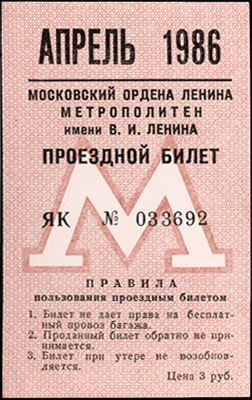 АПРЕЛЬ 1986
МОСКОВСКИЙ ОРДЕНА ЛЕНИНА
МЕТРОПОЛИТЕН
ИМЕНИ В. И. ЛЕНИНА
ПРОЕЗДНОЙ БИЛЕТ
М
ЯК № 033692
ПРАВИЛА
пользования проездным билетом
1. Билет не дает права на бесплат-
ный провоз багажа.
2. Проданный билет обратно не при-
нимается.
3. Билет при утере не возобнов-
ляется.
Цена 3 руб.